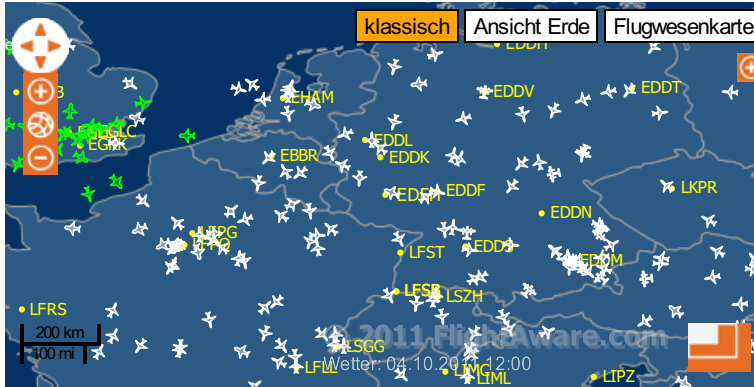 klassisch Ansicht Erde Flugwesenkarte
EDDH
EDDV
EDDT
EHAM
EGLC
EGKK
EDDL
EBBR
EDDK
EDDF
LKPR
EDDN
LFPG
LFPO
LFST
EDDS
EDDM
LFSB
LSZH
LFRS
200 km
100 mi
© 2011 FlightAware.com
LSGG
Wetter: 04.10.2011 12:00
LFLL
LIMC
LIML
LIPZ